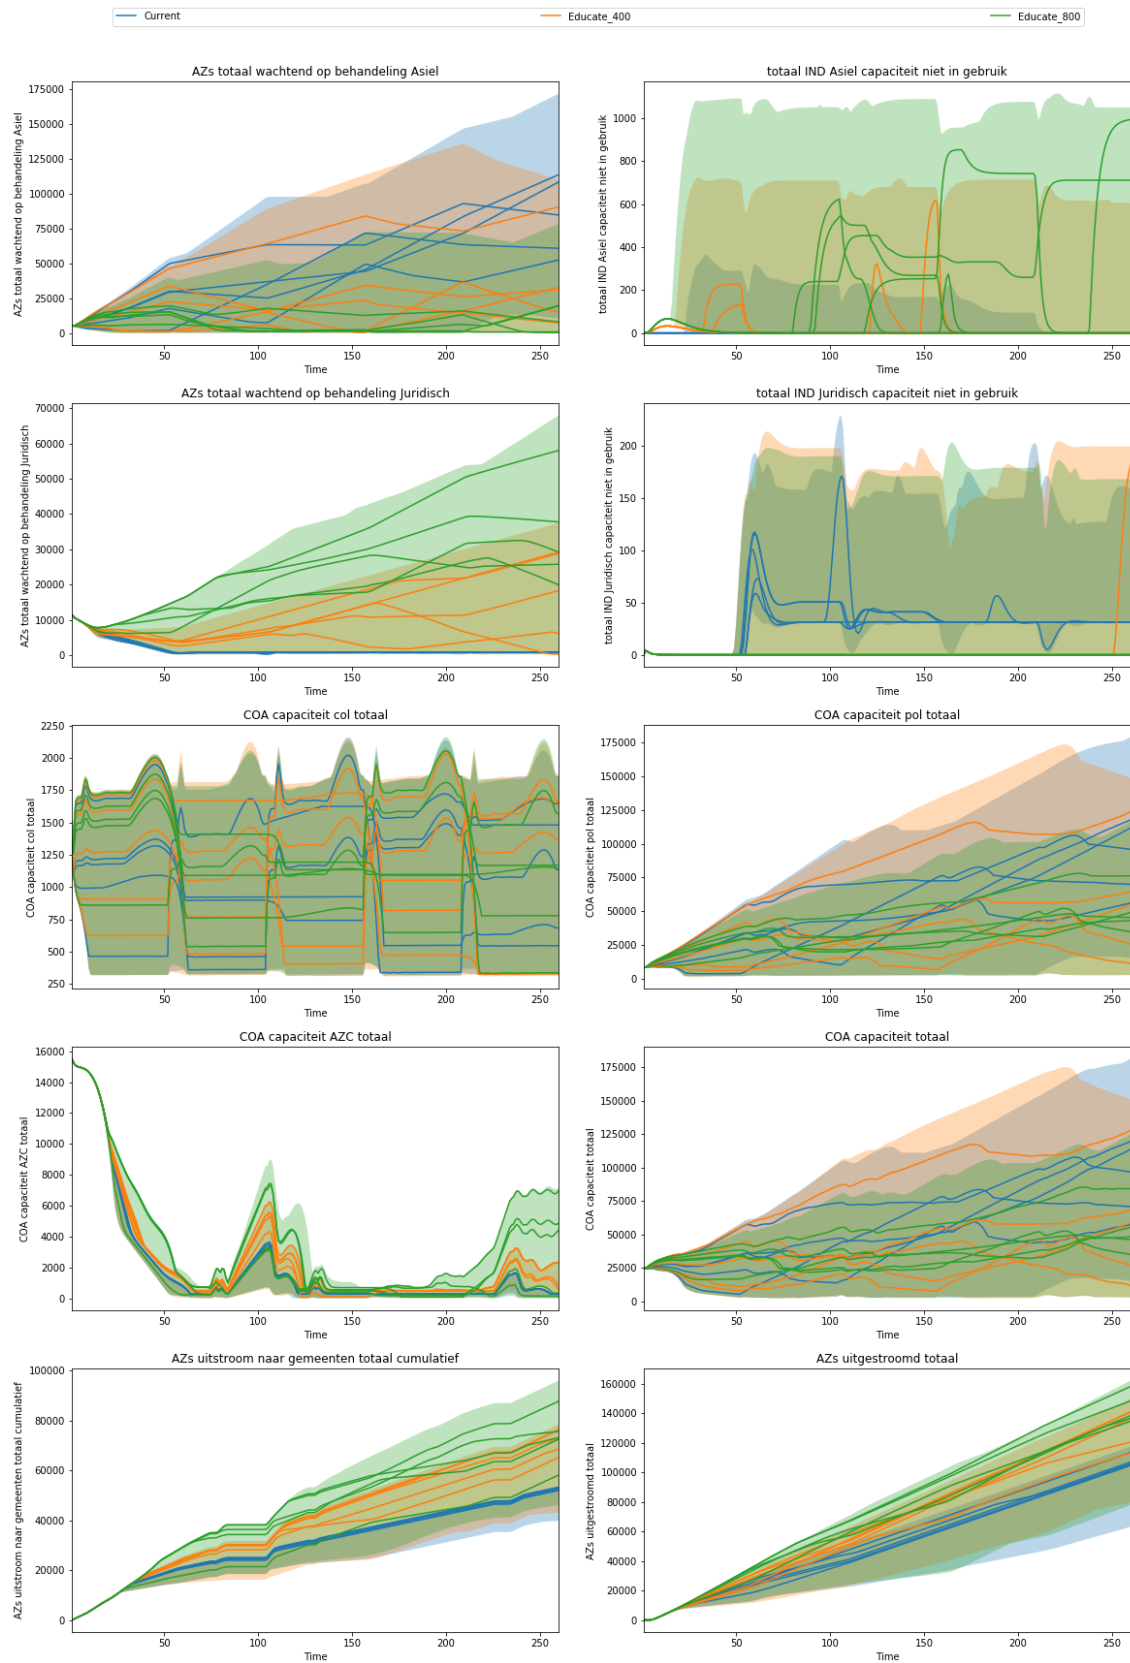 Current Educate_400 Educate_800
AZs totaal wachtend op behandeling Asiel
AZs totaal wachtend op behandeling Asiel
175000
150000
125000
100000
75000
50000
25000
0
50 100 150 200 250
Time
totaal IND Asiel capaciteit niet in gebruik
totaal IND Asiel capaciteit niet in gebruik
1000
800
600
400
200
0
50 100 150 200 250
Time
AZs totaal wachtend op behandeling Juridisch
AZs totaal wachtend op behandeling Juridisch
70000
60000
50000
40000
30000
20000
10000
0
50 100 150 200 250
Time
totaal IND Juridisch capaciteit niet in gebruik
totaal IND Juridisch capaciteit niet in gebruik
200
150
100
50
0
50 100 150 200 250
Time
COA capaciteit col totaal
COA capaciteit col totaal
2250
2000
1750
1500
1250
1000
750
500
250
50 100 150 200 250
Time
COA capaciteit pol totaal
COA capaciteit pol totaal
175000
150000
125000
100000
75000
50000
25000
0
50 100 150 200 250
Time
COA capaciteit AZC totaal
COA capaciteit AZC totaal
16000
14000
12000
10000
8000
6000
4000
2000
0
50 100 150 200 250
Time
COA capaciteit totaal
COA capaciteit totaal
175000
150000
125000
100000
75000
50000
25000
0
50 100 150 200 250
Time
AZs uitstroom naar gemeenten totaal cumulatief
AZs uitstroom naar gemeenten totaal cumulatief
100000
80000
60000
40000
20000
0
50 100 150 200 250
Time
AZs uitgestroomd totaal
AZs uitgestroomd totaal
160000
140000
120000
100000
80000
60000
40000
20000
0
50 100 150 200 250
Time